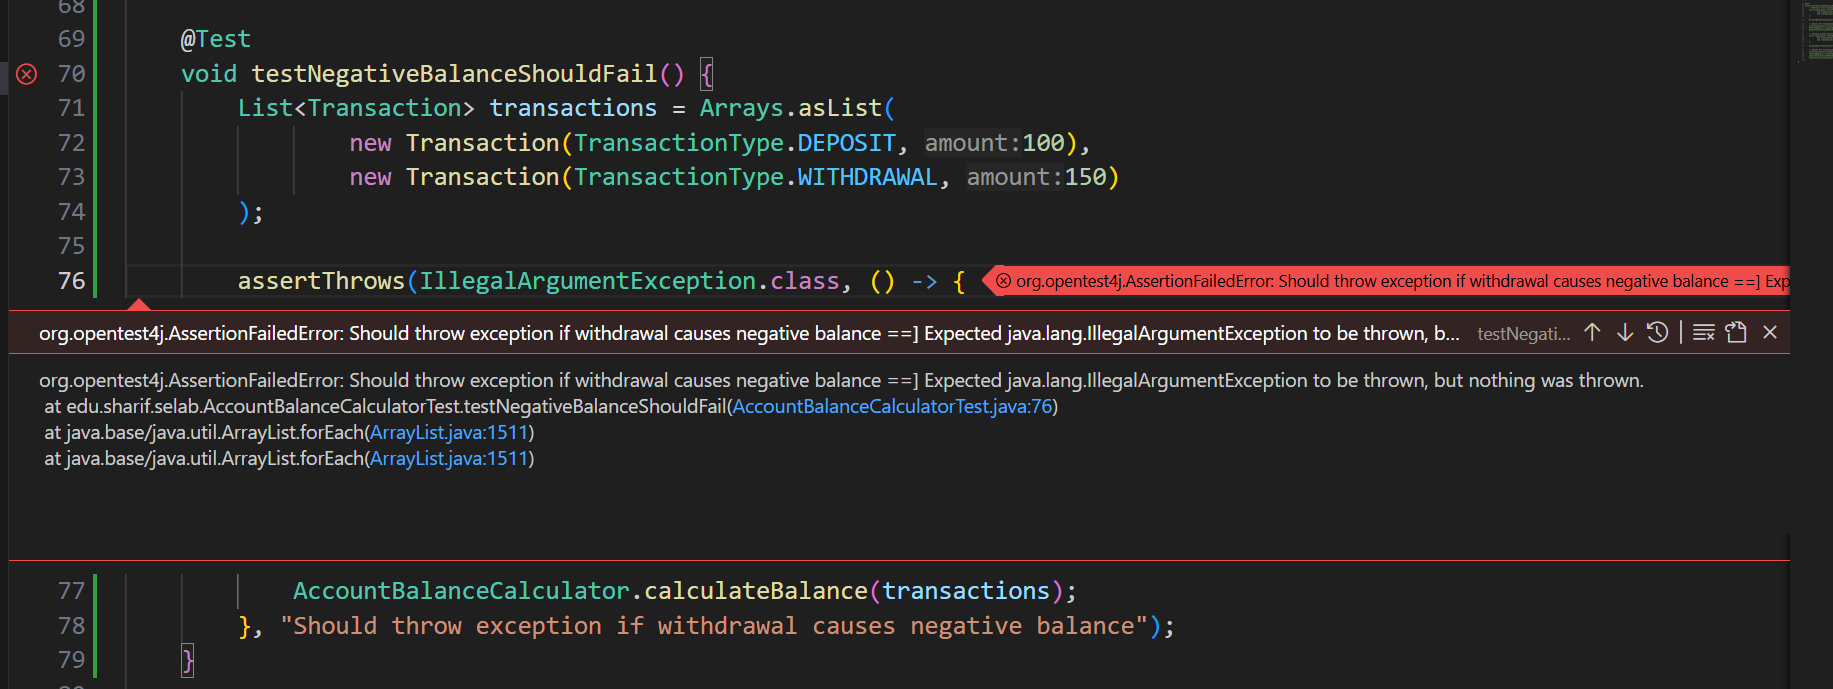 68
69 @Test
70 void testNegativeBalanceShouldFail() {
71 List<Transaction> transactions = Arrays.asList(
72 new Transaction(TransactionType.DEPOSIT, amount:100),
73 new Transaction(TransactionType.WITHDRAWAL, amount:150)
74 );
75
76 assertThrows(IllegalArgumentException.class, () -> { org.opentest4j.AssertionFailedError: Should throw exception if withdrawal causes negative balance ==] Exp
org.opentest4j.AssertionFailedError: Should throw exception if withdrawal causes negative balance ==] Expected java.lang.IllegalArgumentException to be thrown, b... testNegati...
org.opentest4j.AssertionFailedError: Should throw exception if withdrawal causes negative balance ==] Expected java.lang.IllegalArgumentException to be thrown, but nothing was thrown.
at edu.sharif.selab.AccountBalanceCalculatorTest.testNegativeBalanceShouldFail(AccountBalanceCalculatorTest.java:76)
at java.base/java.util.ArrayList.forEach(ArrayList.java:1511)
at java.base/java.util.ArrayList.forEach(ArrayList.java:1511)
77 AccountBalanceCalculator.calculateBalance(transactions);
78 }, "Should throw exception if withdrawal causes negative balance");
79 }